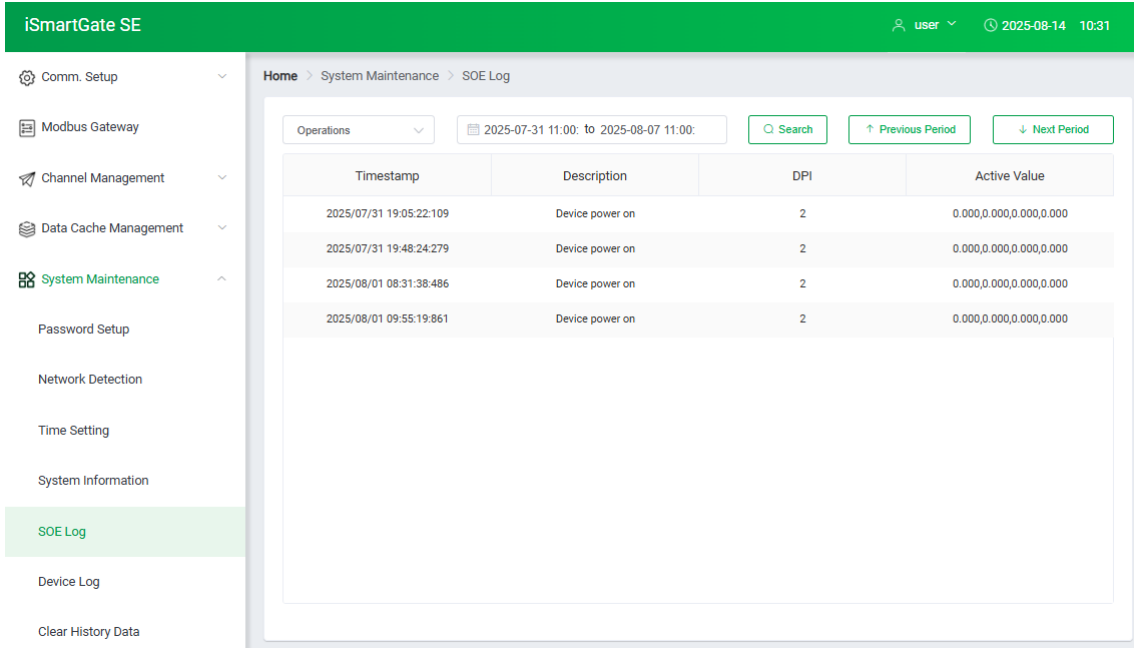 iSmartGate SE
user
2025-08-14 10:31
Comm. Setup
Modbus Gateway
Channel Management
Data Cache Management
System Maintenance
Password Setup
Network Detection
Time Setting
System Information
SOE Log
Device Log
Clear History Data
Home > System Maintenance > SOE Log
Operations
2025-07-31 11:00: to 2025-08-07 11:00:
Search
↑ Previous Period
↓ Next Period
Timestamp Description DPI Active Value
2025/07/31 19:05:22:109 Device power on 2 0.000,0.000,0.000,0.000
2025/07/31 19:48:24:279 Device power on 2 0.000,0.000,0.000,0.000
2025/08/01 08:31:38:486 Device power on 2 0.000,0.000,0.000,0.000
2025/08/01 09:55:19:861 Device power on 2 0.000,0.000,0.000,0.000